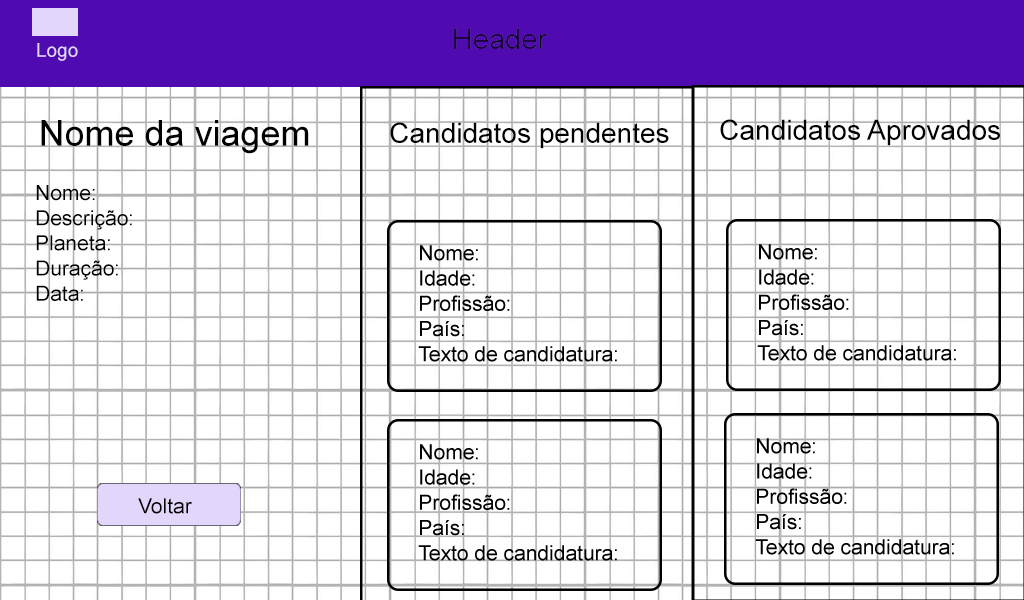 Logo
Header
Nome da viagem
Nome:
Descrição:
Planeta:
Duração:
Data:
Voltar
Candidatos pendentes
Nome:
Idade:
Profissão:
País:
Texto de candidatura:
Nome:
Idade:
Profissão:
País:
Texto de candidatura:
Candidatos Aprovados
Nome:
Idade:
Profissão:
País:
Texto de candidatura:
Nome:
Idade:
Profissão:
País:
Texto de candidatura: